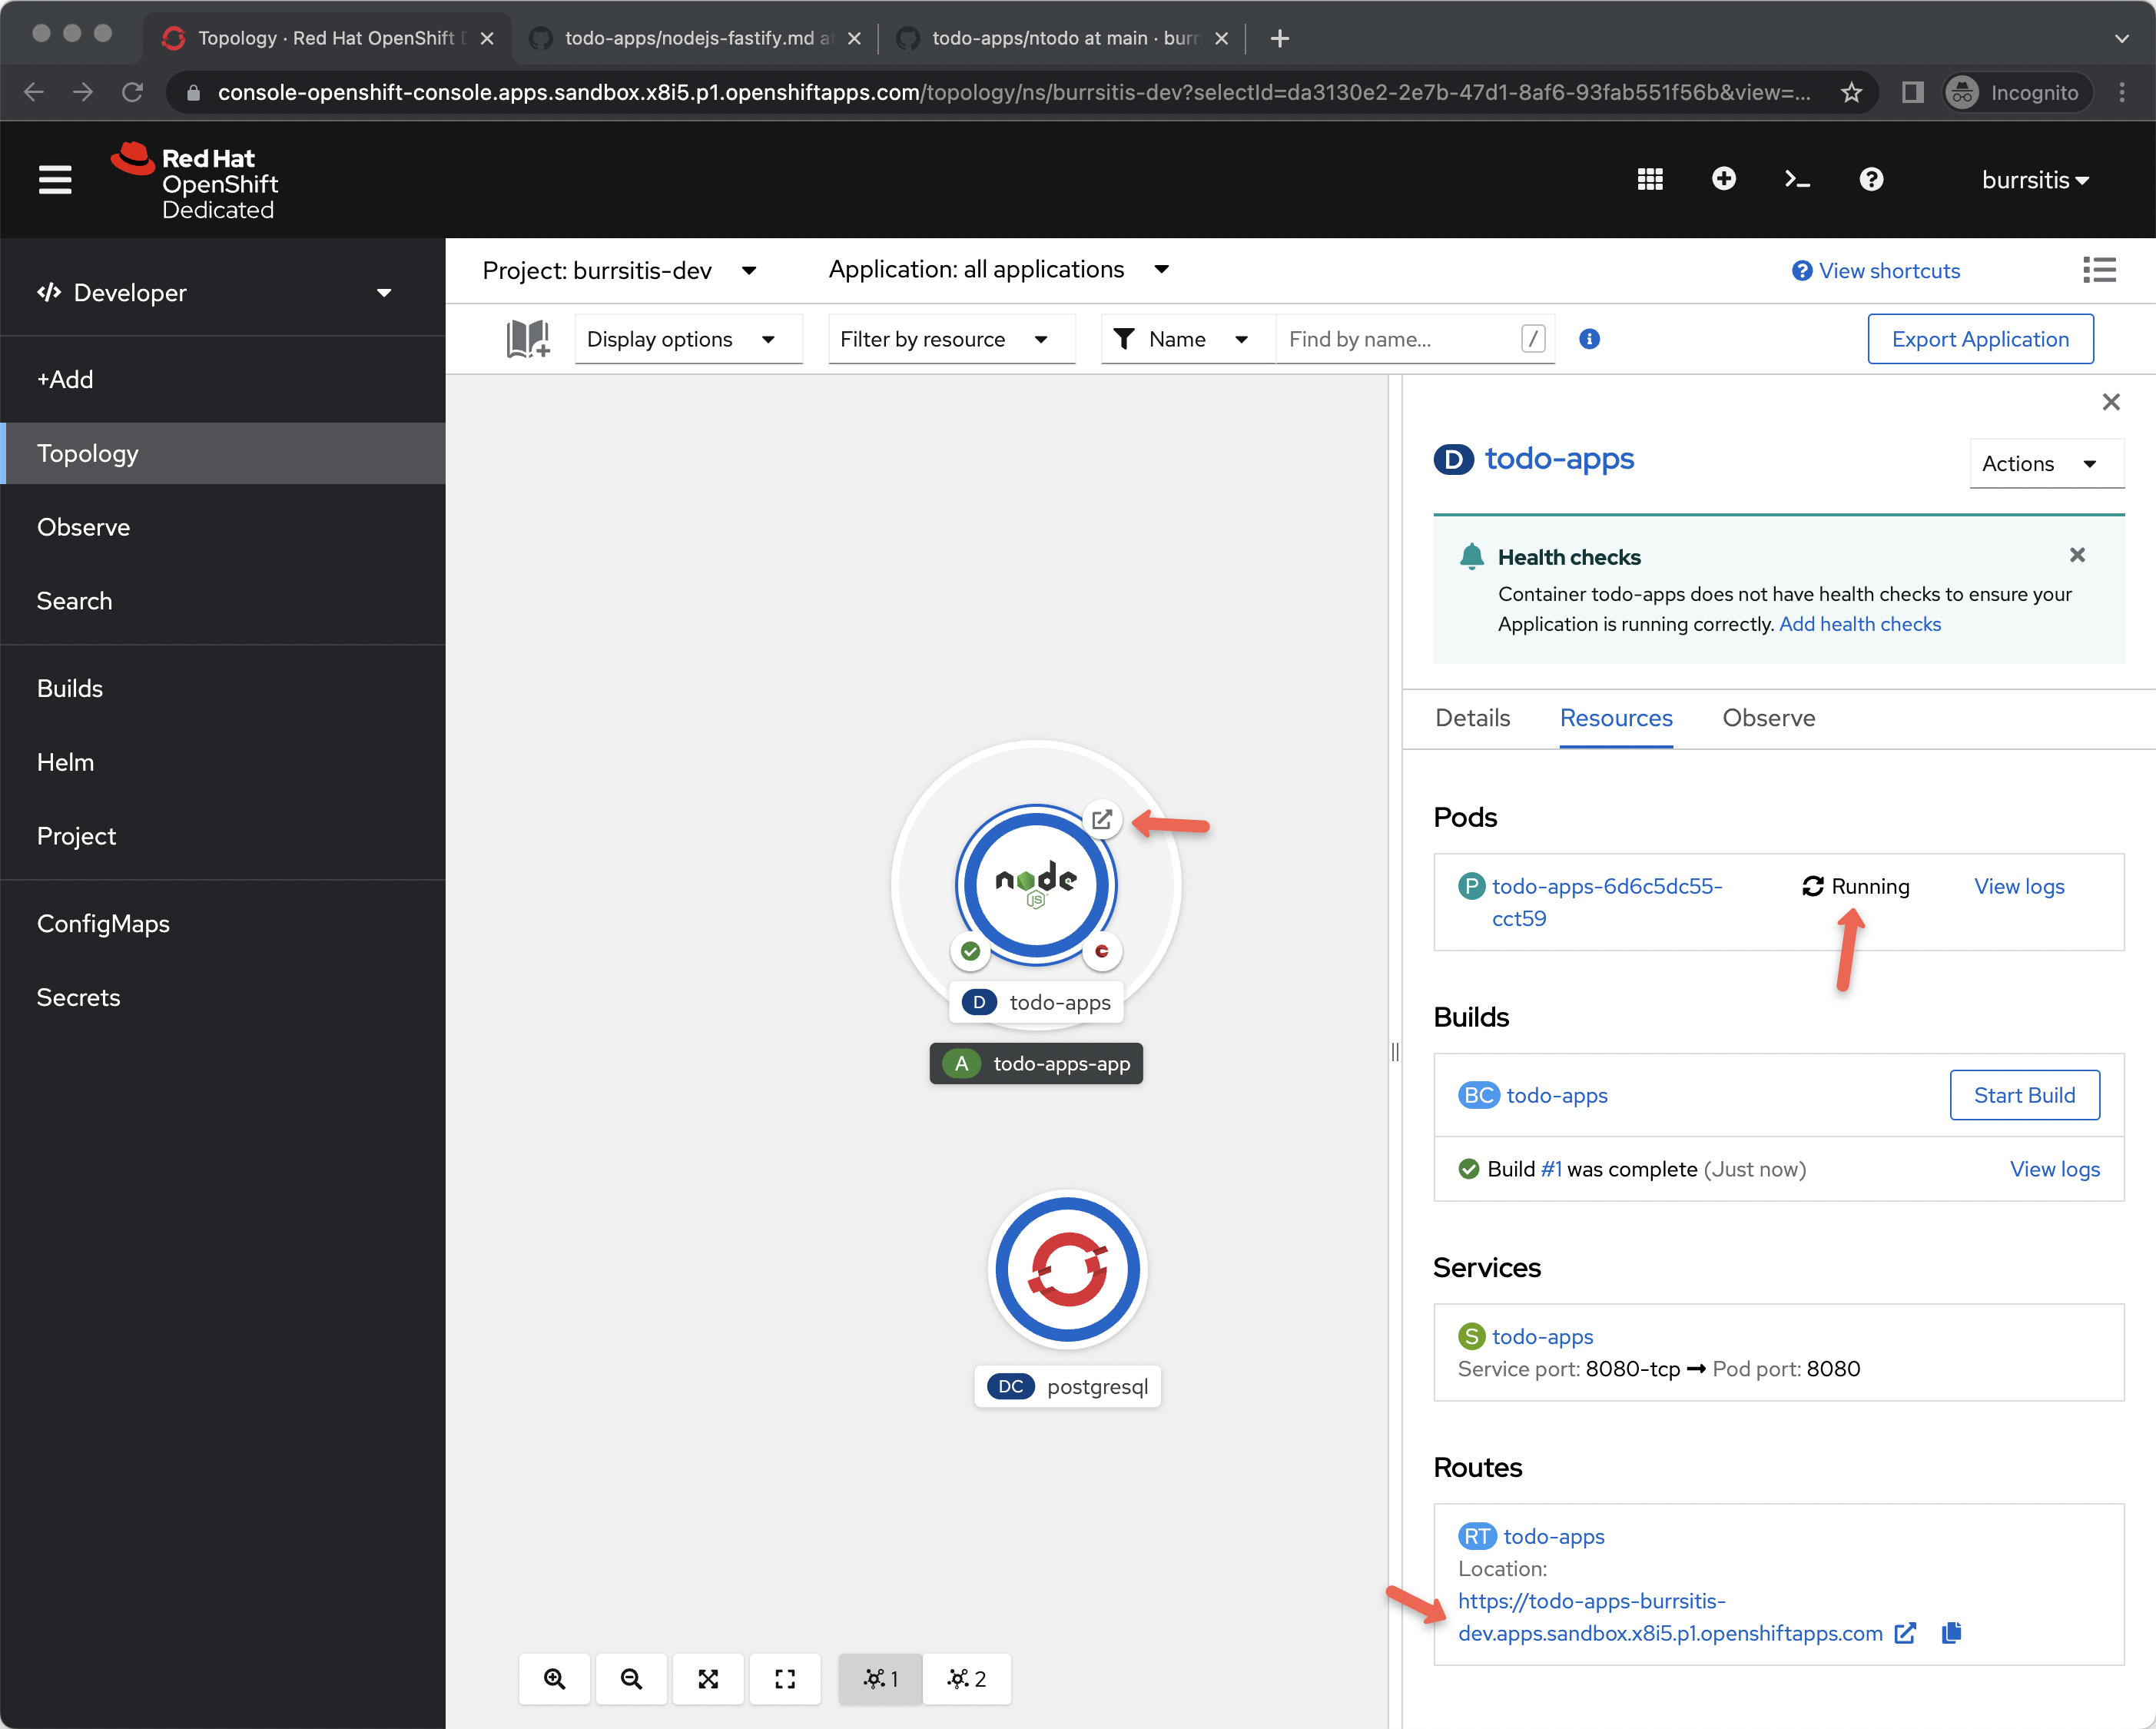 Topology · Red Hat OpenShift
todo-apps/nodejs-fastify.md
todo-apps/ntodo at main ·
console-openshift-console.apps.sandbox.x8i5.p1.openshiftapps.com/topology/ns/burrsitis-dev?selectId=da3130e2-2e7b-47d1-8af6-93fab551f56b&view=...
Incognito
Red Hat
OpenShift
Dedicated
burrsitis
Developer
+Add
Topology
Observe
Search
Builds
Helm
Project
ConfigMaps
Secrets
Project: burrsitis-dev
Application: all applications
View shortcuts
Display options
Filter by resource
Name
Find by name...
/
Export Application
node
JS
D todo-apps
A todo-apps-app
DC postgresql
1
2
D todo-apps
Actions
Health checks
Container todo-apps does not have health checks to ensure your
Application is running correctly. Add health checks
Details
Resources
Observe
Pods
P todo-apps-6d6c5dc55-
cct59
Running
View logs
Builds
BC todo-apps
Start Build
Build #1 was complete (Just now)
View logs
Services
S todo-apps
Service port: 8080-tcp → Pod port: 8080
Routes
RT todo-apps
Location:
https://todo-apps-burrsitis-
dev.apps.sandbox.x8i5.p1.openshiftapps.com